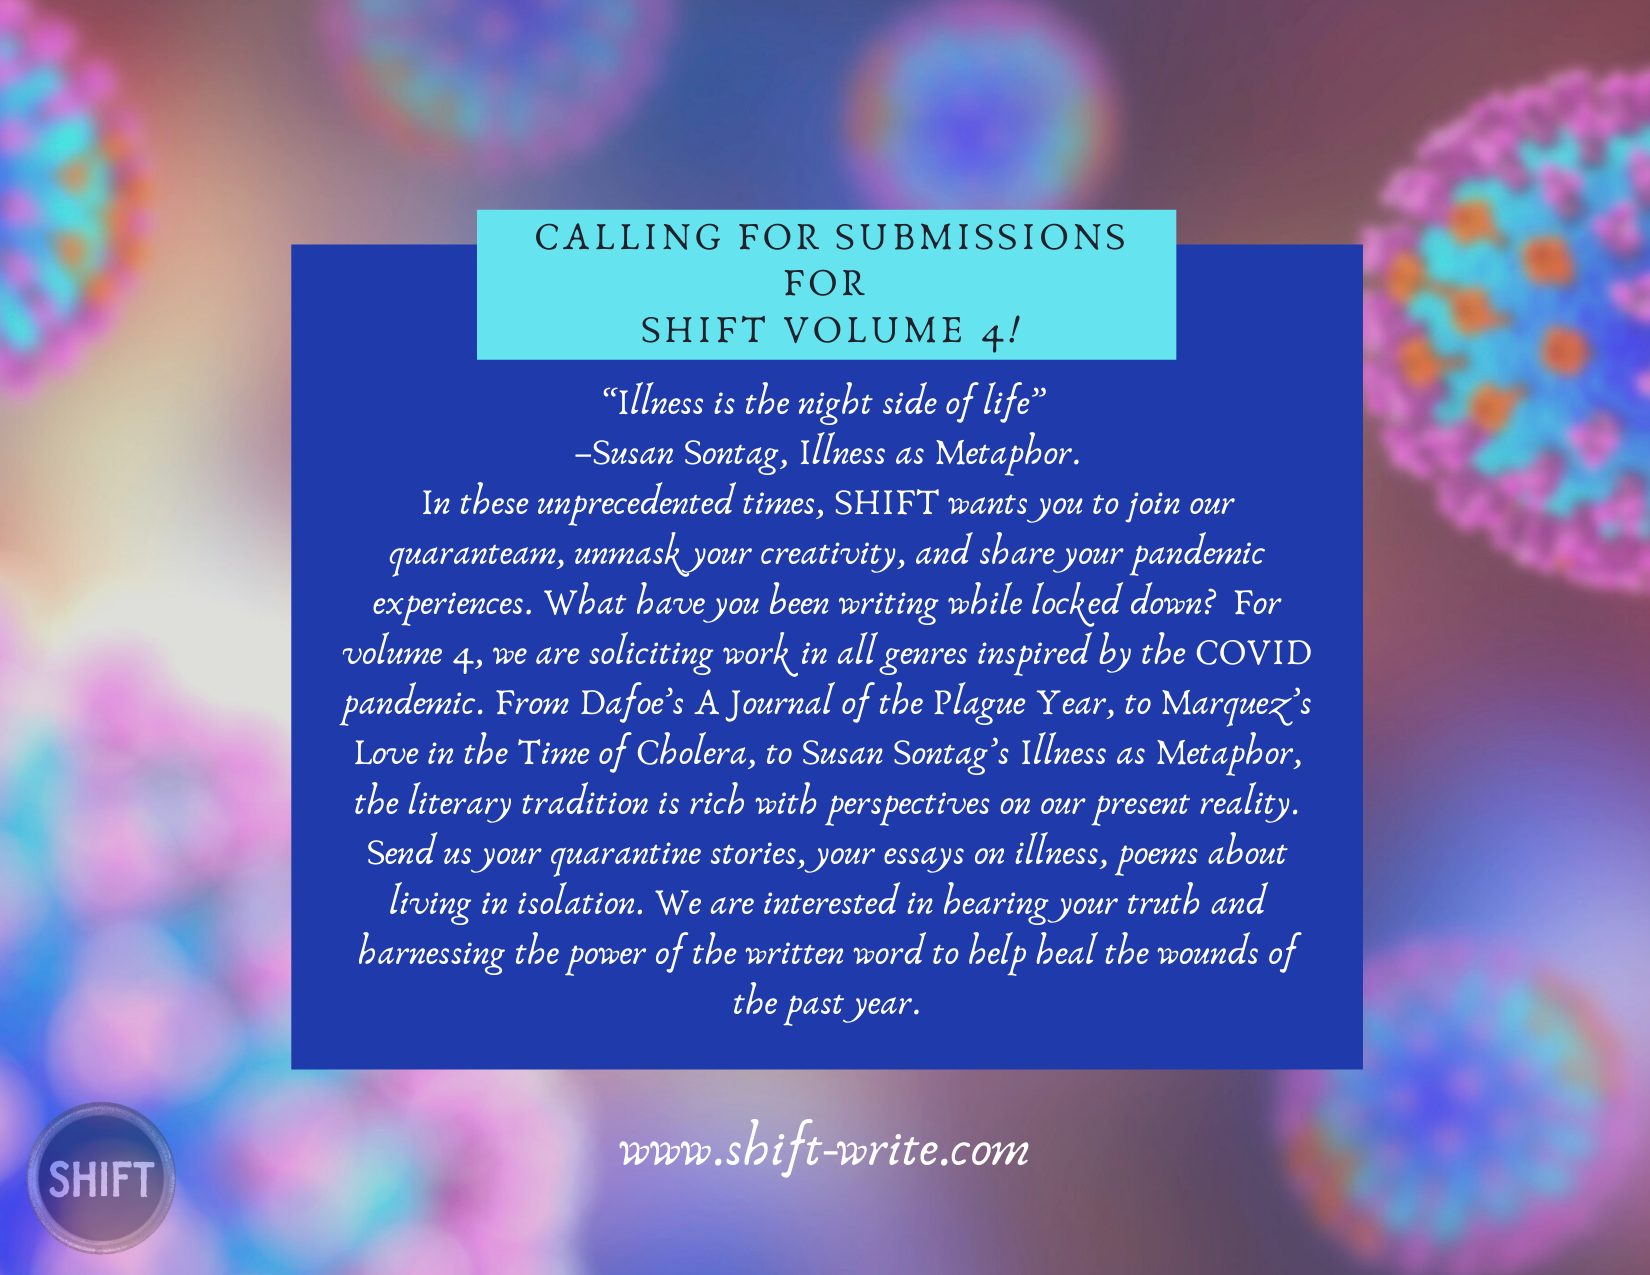 CALLING FOR SUBMISSIONS
FOR
SHIFT VOLUME 4!
“Illness is the night side of life”
–Susan Sontag, Illness as Metaphor.
In these unprecedented times, SHIFT wants you to join our
quaranteam, unmask your creativity, and share your pandemic
experiences. What have you been writing while locked down? For
volume 4, we are soliciting work in all genres inspired by the COVID
pandemic. From Dafoe’s A Journal of the Plague Year, to Marquez’s
Love in the Time of Cholera, to Susan Sontag’s Illness as Metaphor,
the literary tradition is rich with perspectives on our present reality.
Send us your quarantine stories, your essays on illness, poems about
living in isolation. We are interested in hearing your truth and
harnessing the power of the written word to help heal the wounds of
the past year.
www.shift-write.com
SHIFT